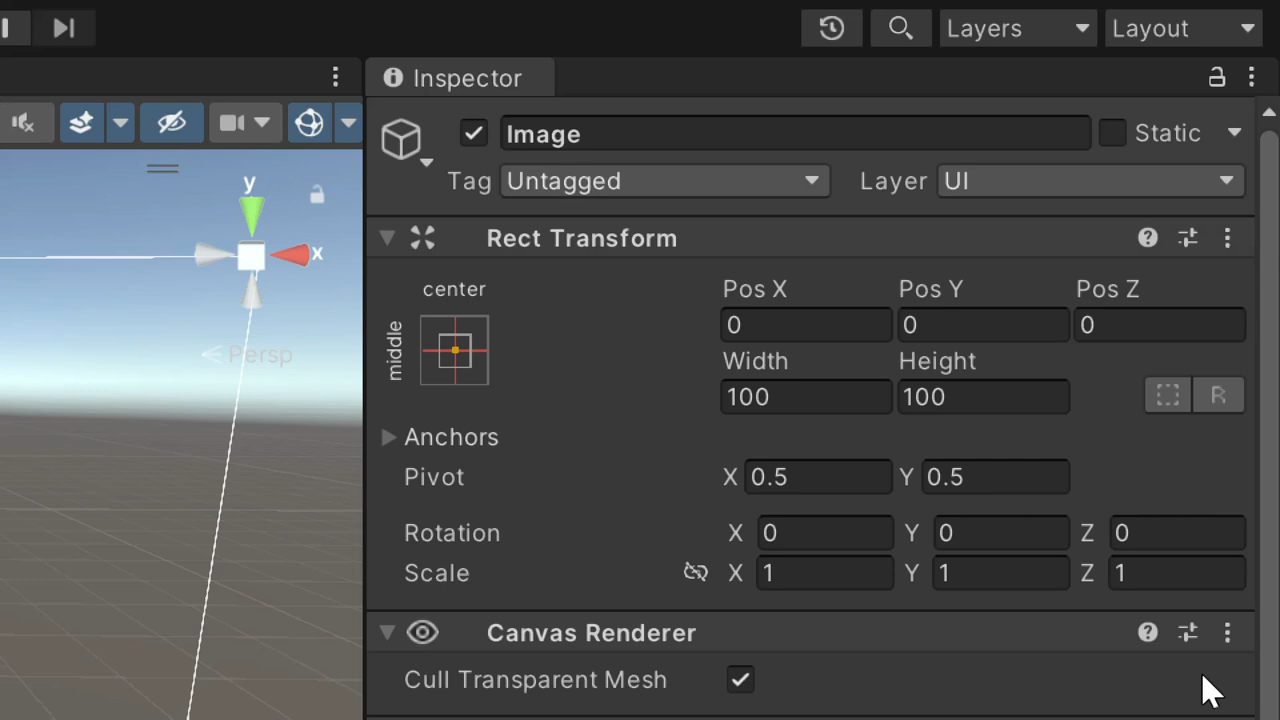 Layers
Layout
Inspector
Image
Static
Tag Untagged
Layer UI
y
x
Persp
Rect Transform
center
middle
Pos X Pos Y Pos Z
0 0 0
Width Height
100 100
R
Anchors
Pivot X 0.5 Y 0.5
Rotation X 0 Y 0 Z 0
Scale X 1 Y 1 Z 1
Canvas Renderer
Cull Transparent Mesh